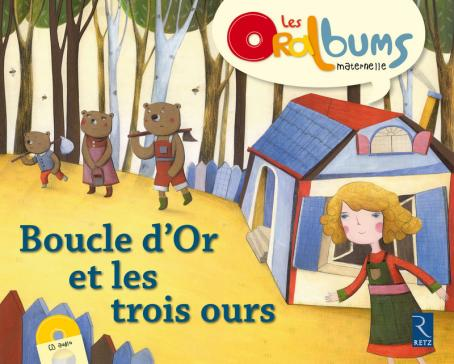 Les
Oralbums
maternelle
Boucle d'Or
et les
trois ours
CD audio
RETZ